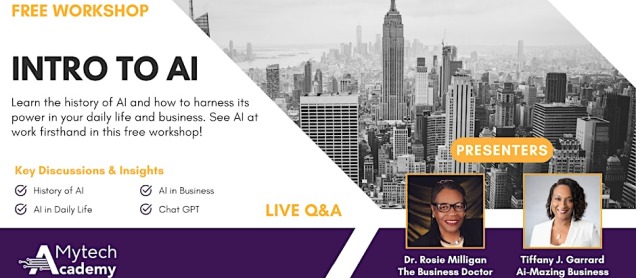 FREE WORKSHOP
INTRO TO AI
Learn the history of AI and how to harness its
power in your daily life and business. See AI at
work firsthand in this free workshop!
Key Discussions & Insights
History of AI
AI in Business
AI in Daily Life
Chat GPT
LIVE Q&A
PRESENTERS
Dr. Rosie Milligan
The Business Doctor
Tiffany J. Garrard
Ai-Mazing Business
Mytech
Academy